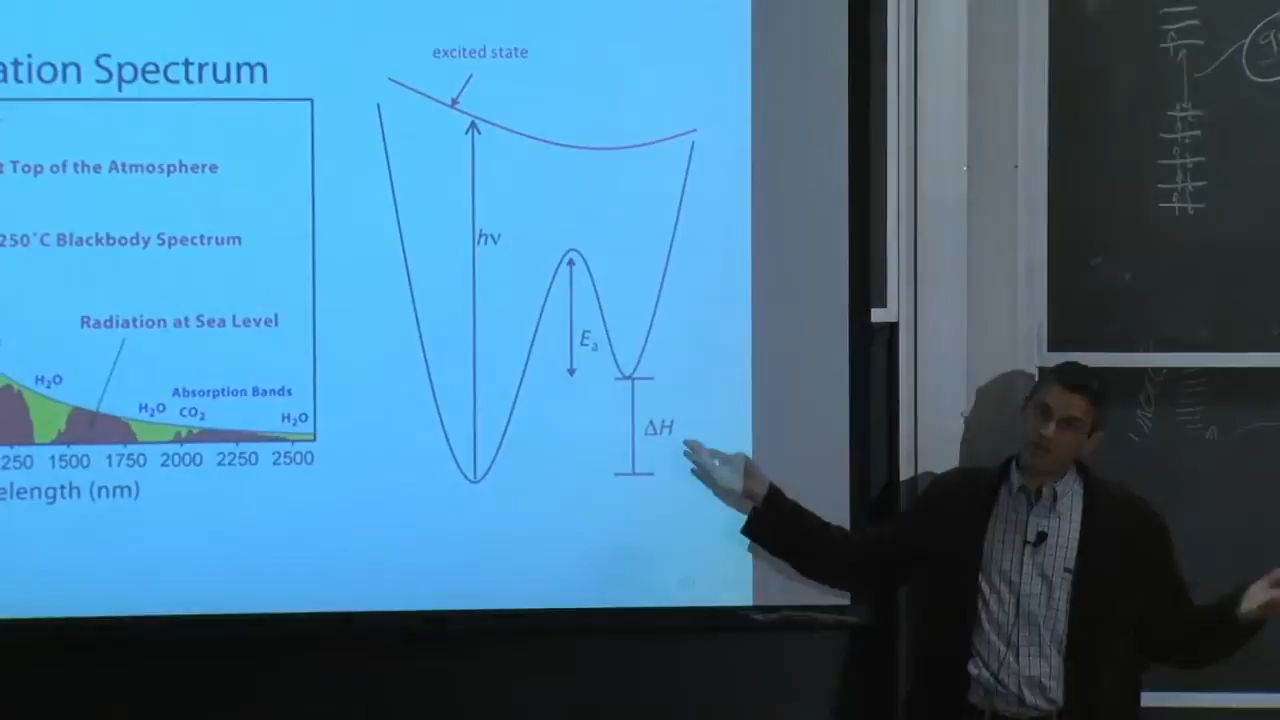 ation Spectrum
t Top of the Atmosphere
250°C Blackbody Spectrum
Radiation at Sea Level
H₂O
H₂O
CO₂
Absorption Bands
H₂O
250 1500 1750 2000 2250 2500
elength (nm)
excited state
hν
Eₐ
ΔH